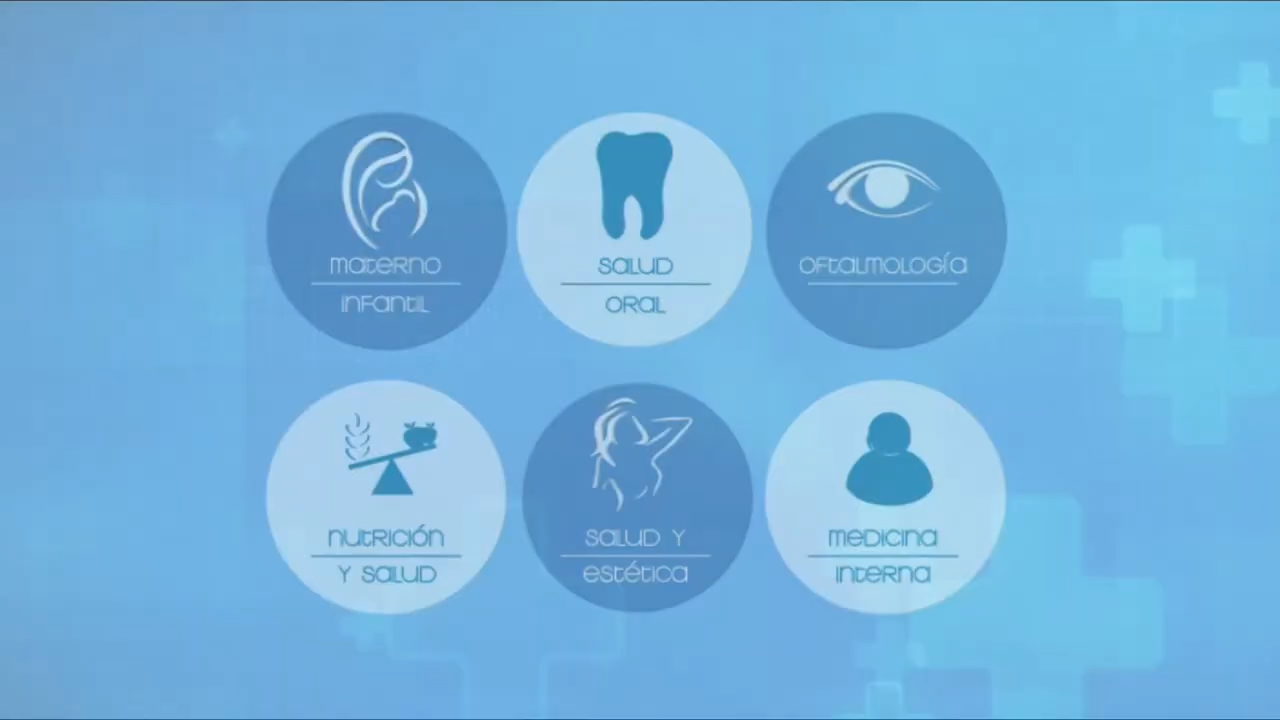 materno
infantil
salud
oral
oftalmología
nutrición
y salud
salud y
estética
medicina
interna